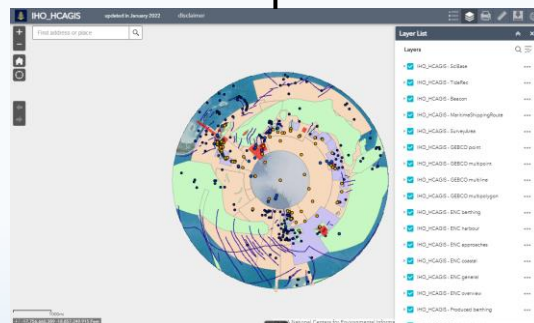 IHO_HCAGIS
updated in January 2022
disclaimer
Find address or place
Layer List
Layers
IHO_HCAGIS - SciBase
IHO_HCAGIS - TideRes
IHO_HCAGIS - Beacon
IHO_HCAGIS - MaritimeShippingRoute
IHO_HCAGIS - SurveyArea
IHO_HCAGIS - GEBCO point
IHO_HCAGIS - GEBCO multipoint
IHO_HCAGIS - GEBCO multiline
IHO_HCAGIS - GEBCO multipolygon
IHO_HCAGIS - ENC berthing
IHO_HCAGIS - ENC harbour
IHO_HCAGIS - ENC approaches
IHO_HCAGIS - ENC coastal
IHO_HCAGIS - ENC general
IHO_HCAGIS - ENC overview
IHO_HCAGIS - Produced berthing
National Centers for Environmental Informa